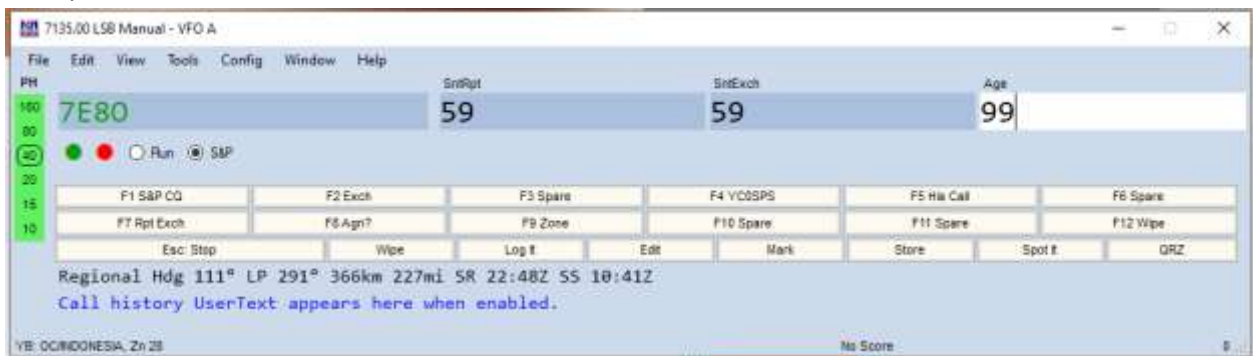 7135.00 LSB Manual - VFO A
File Edit View Tools Config Window Help
PH SntRpt SntExch Age
160 7E80 59 59 99
80
40 Run S&P
20
F1 S&P CQ F2 Exch F3 Spare F4 YC0SPS F5 His Call F6 Spare
15
F7 Rpt Exch F8 Agn? F9 Zone F10 Spare F11 Spare F12 Wipe
10
Esc: Stop Wipe Log It Edit Mark Store Spot It QRZ
Regional Hdg 111° LP 291° 366km 227mi SR 22:48Z SS 10:41Z
Call history UserText appears here when enabled.
YB: OC/INDONESIA, Zn 28 No Score